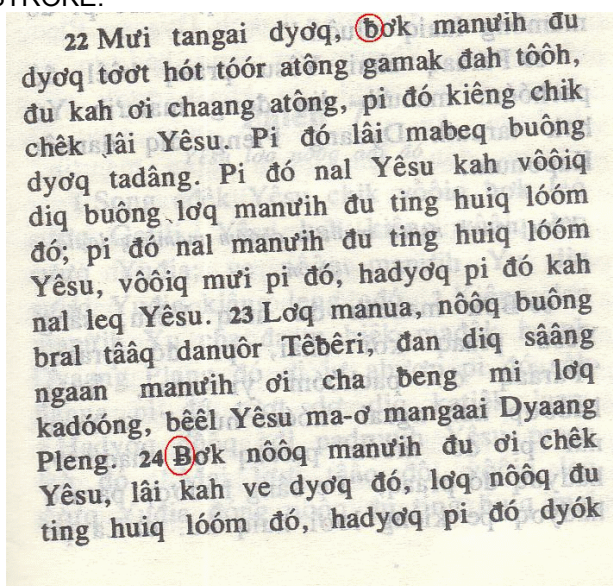 STROKE:
22 Mưi tangai dyơq, ƀơk manưih đu
dyơq tơơt hót tóór atông gamak đah tôôh,
đu kah ơi chaang atông, pi đó kiêng chik
chêk lâi Yêsu. Pi đó lâi mabeq buông
dyơq tadâng. Pi đó nal Yêsu kah vôôiq
diq buông lơq manưih đu ting huiq lóóm
đó; pi đó nal manưih đu ting huiq lóóm
Yêsu, vôôiq mưi pi đó, hadyơq pi đó kah
nal leq Yêsu. 23 Lơq manua, nôôq buông
bral tââq danuôr Têƀêri, đan diq sââng
ngaan manưih ơi cha ƀeng mi lơq
kadóóng, bêêl Yêsu ma-ơ mangaai Dyaang
Pleng. 24 Ƀơk nôôq manưih đu ơi chêk
Yêsu, lâi kah ve dyơq đó, lơq nôôq đu
ting huiq lóóm đó, hadyơq pi đó dyók